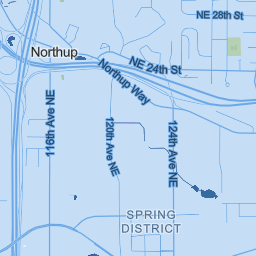 NE 28th St
Northup
NE 24th St
Northup Way
116th Ave NE
120th Ave NE
124th Ave NE
SPRING
DISTRICT